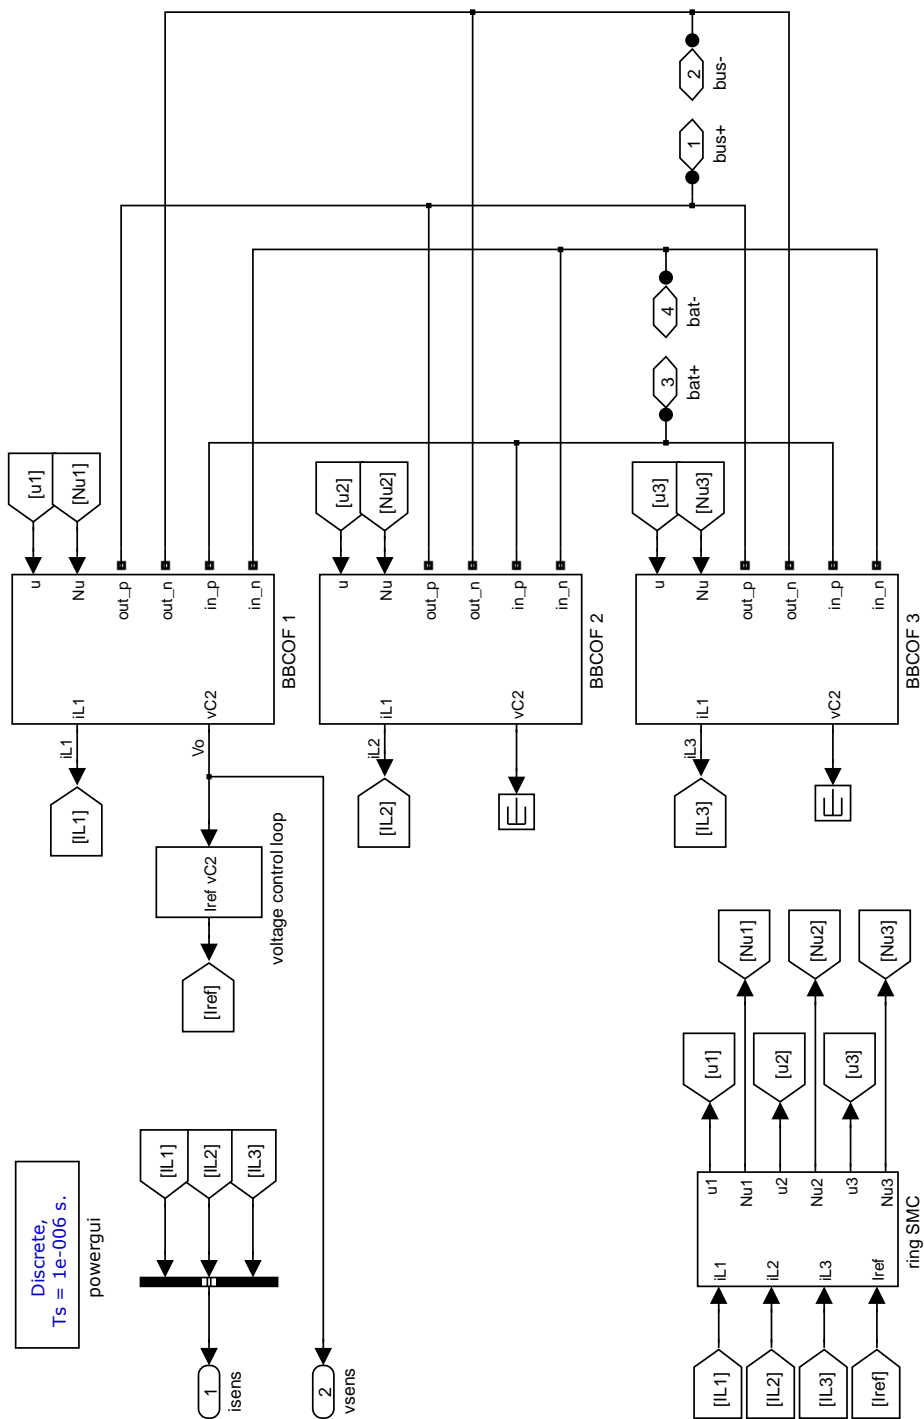 Discrete,
Ts = 1e-006 s.
powergui
1
isens
2
vsens
[IL1]
[IL2]
[IL3]
[Iref]
Iref vC2
voltage control loop
[IL1]
iL1
Vo
iL1
vC2
u
Nu
out_p
out_n
in_p
in_n
BBCOF 1
[u1]
[Nu1]
[IL2]
iL2
iL1
vC2
u
Nu
out_p
out_n
in_p
in_n
BBCOF 2
[u2]
[Nu2]
[IL3]
iL3
iL1
vC2
u
Nu
out_p
out_n
in_p
in_n
BBCOF 3
[u3]
[Nu3]
3
bat+
4
bat-
1
bus+
2
bus-
[IL1]
[IL2]
[IL3]
[Iref]
iL1
iL2
iL3
Iref
u1
Nu1
u2
Nu2
u3
Nu3
ring SMC
[u1]
[Nu1]
[u2]
[Nu2]
[u3]
[Nu3]